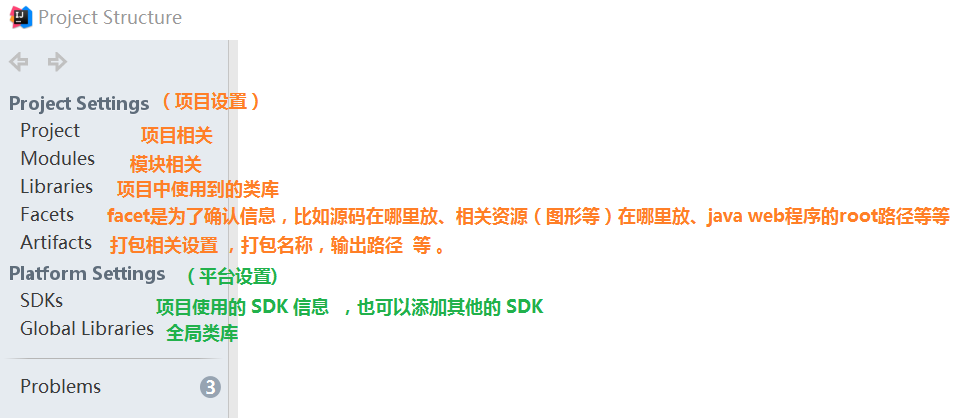 Project Structure
Project Settings （项目设置）
Project 项目相关
Modules 模块相关
Libraries 项目中使用到的类库
Facets facet是为了确认信息，比如源码在哪里放、相关资源（图形等）在哪里放、java web程序的root路径等等
Artifacts 打包相关设置 ，打包名称，输出路径 等 。
Platform Settings （平台设置)
SDKs 项目使用的 SDK 信息 ，也可以添加其他的 SDK
Global Libraries 全局类库
Problems 3